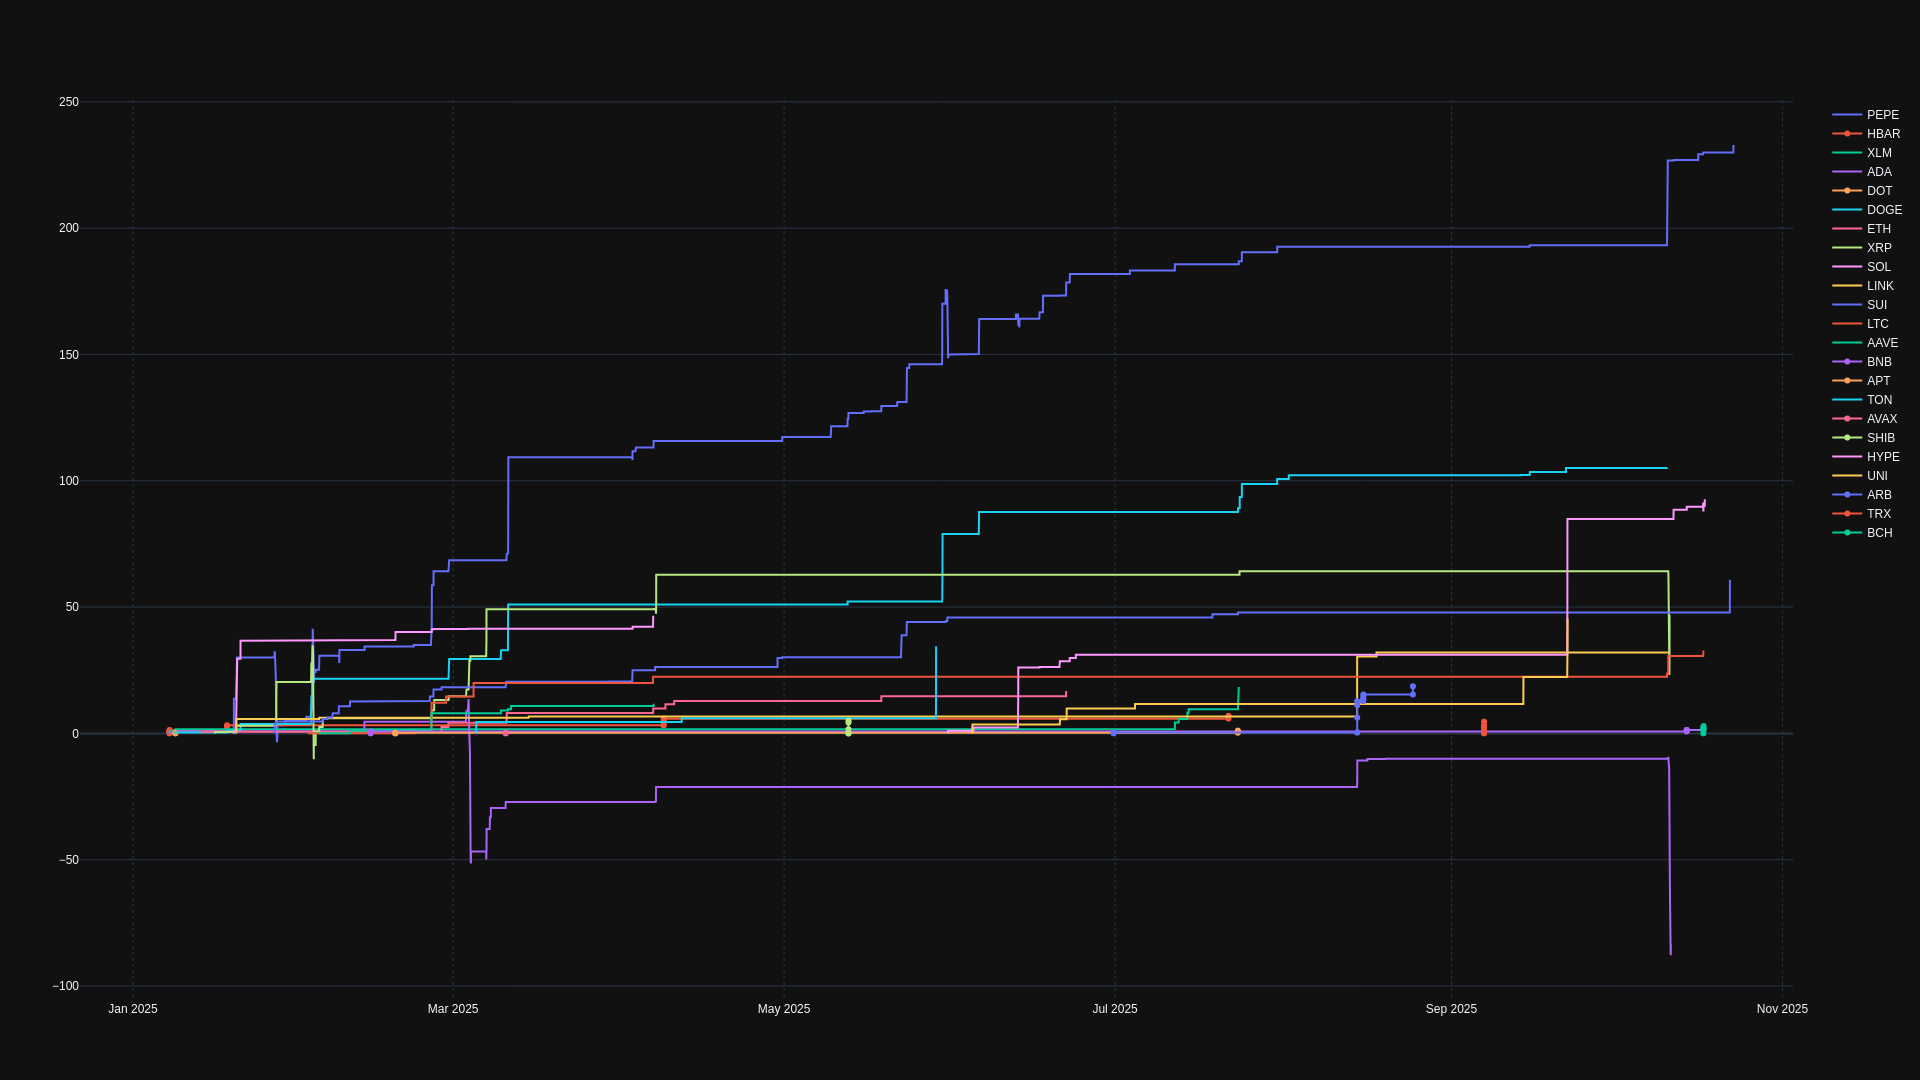 250
200
150
100
50
0
−50
−100
Jan 2025
Mar 2025
May 2025
Jul 2025
Sep 2025
Nov 2025
PEPE
HBAR
XLM
ADA
DOT
DOGE
ETH
XRP
SOL
LINK
SUI
LTC
AAVE
BNB
APT
TON
AVAX
SHIB
HYPE
UNI
ARB
TRX
BCH